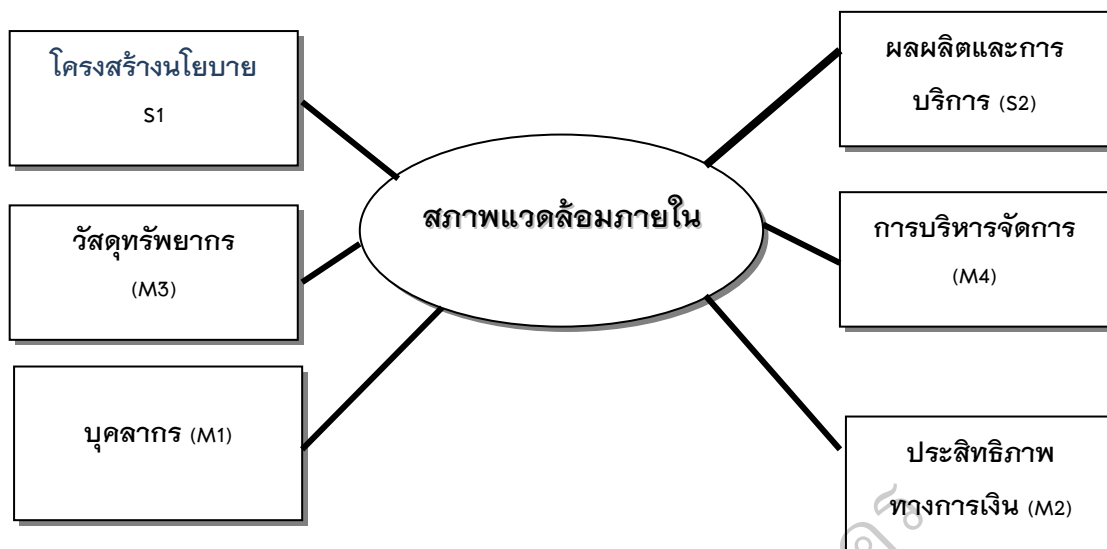 โครงสร้างนโยบาย
S1
ผลผลิตและการ
บริการ (S2)
สภาพแวดล้อมภายใน
วัสดุทรัพยากร
(M3)
การบริหารจัดการ
(M4)
บุคลากร (M1)
ประสิทธิภาพ
ทางการเงิน (M2)